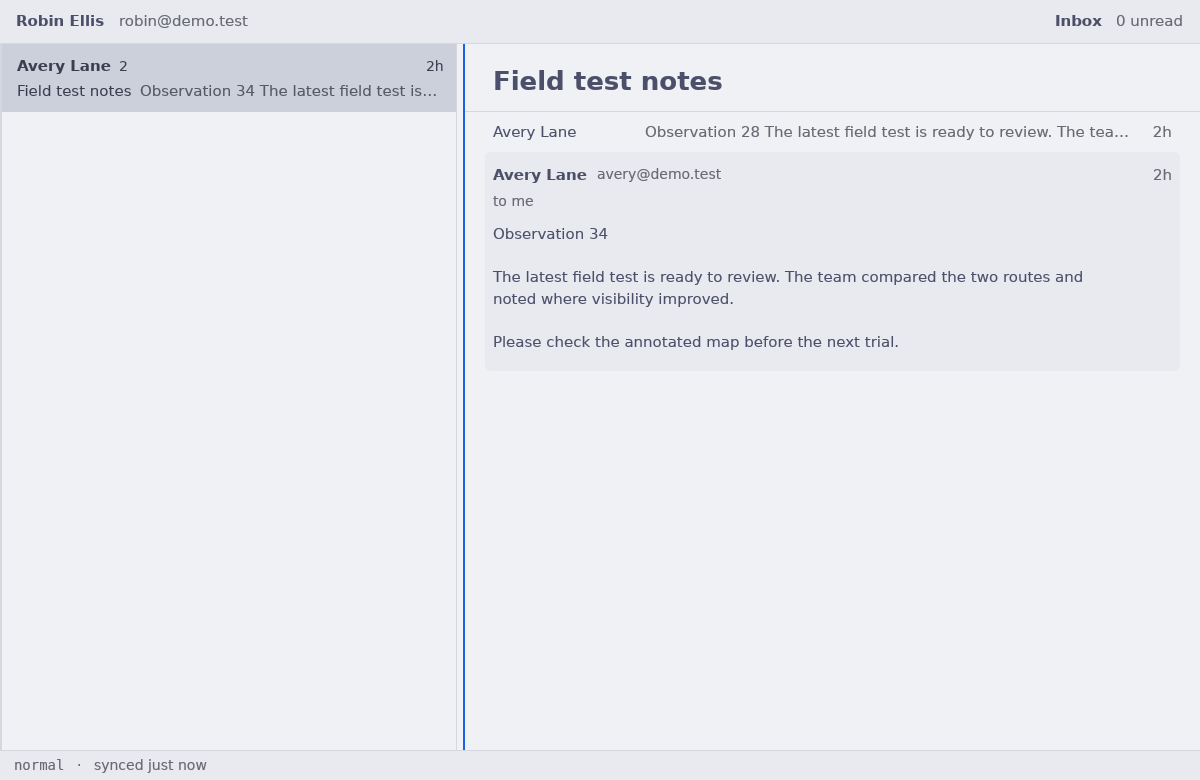 Robin Ellis robin@demo.test
Inbox 0 unread
Avery Lane 2 2h
Field test notes Observation 34 The latest field test is…
Field test notes
Avery Lane Observation 28 The latest field test is ready to review. The tea… 2h
Avery Lane avery@demo.test 2h
to me
Observation 34
The latest field test is ready to review. The team compared the two routes and
noted where visibility improved.
Please check the annotated map before the next trial.
normal · synced just now